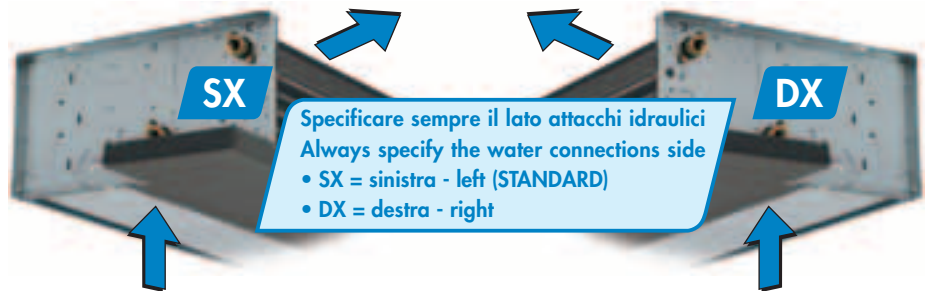 SX
DX
Specificare sempre il lato attacchi idraulici
Always specify the water connections side
• SX = sinistra - left (STANDARD)
• DX = destra - right